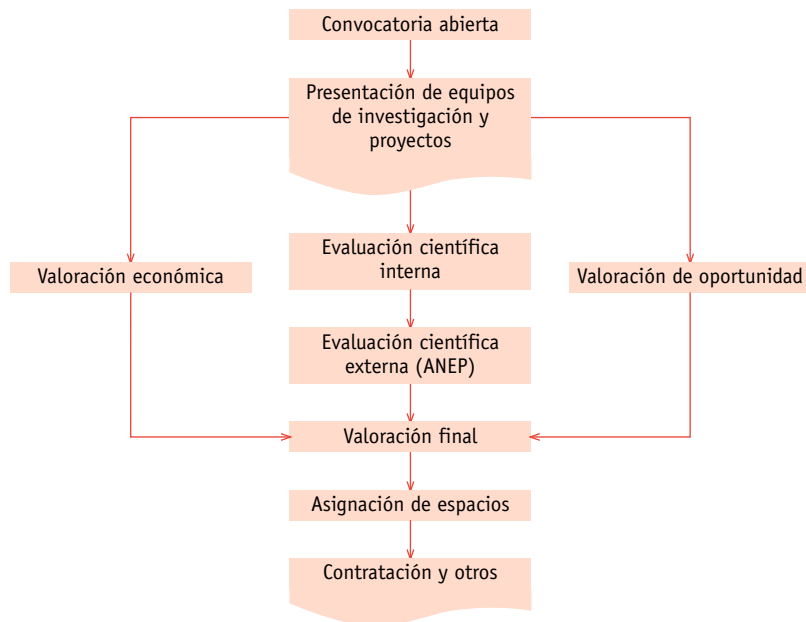 Convocatoria abierta
Presentación de equipos
de investigación y
proyectos
Evaluación científica
interna
Valoración económica
Valoración de oportunidad
Evaluación científica
externa (ANEP)
Valoración final
Asignación de espacios
Contratación y otros